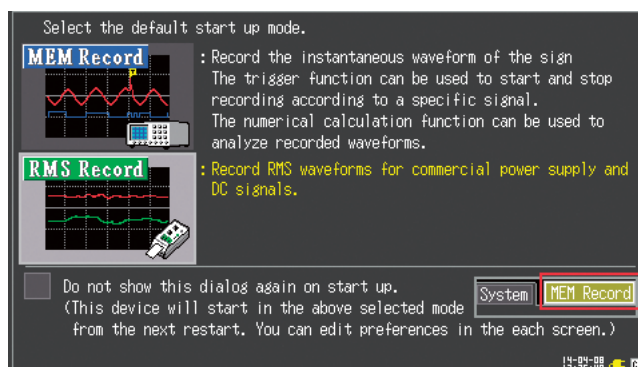 Select the default start up mode.
MEM Record
: Record the instantaneous waveform of the sign
The trigger function can be used to start and stop
recording according to a specific signal.
The numerical calculation function can be used to
analyze recorded waveforms.
RMS Record
: Record RMS waveforms for commercial power supply and
DC signals.
Do not show this dialog again on start up.
(This device will start in the above selected mode
from the next restart. You can edit preferences in the each screen.)
System
MEM Record
14-04-08